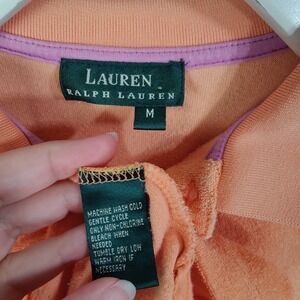 LAUREN
RALPH LAUREN
M
MACHINE WASH COLD
GENTLE CYCLE
ONLY NON-CHLORINE
BLEACH WHEN
NEEDED
TUMBLE DRY LOW
WARM IRON IF
NECESSARY